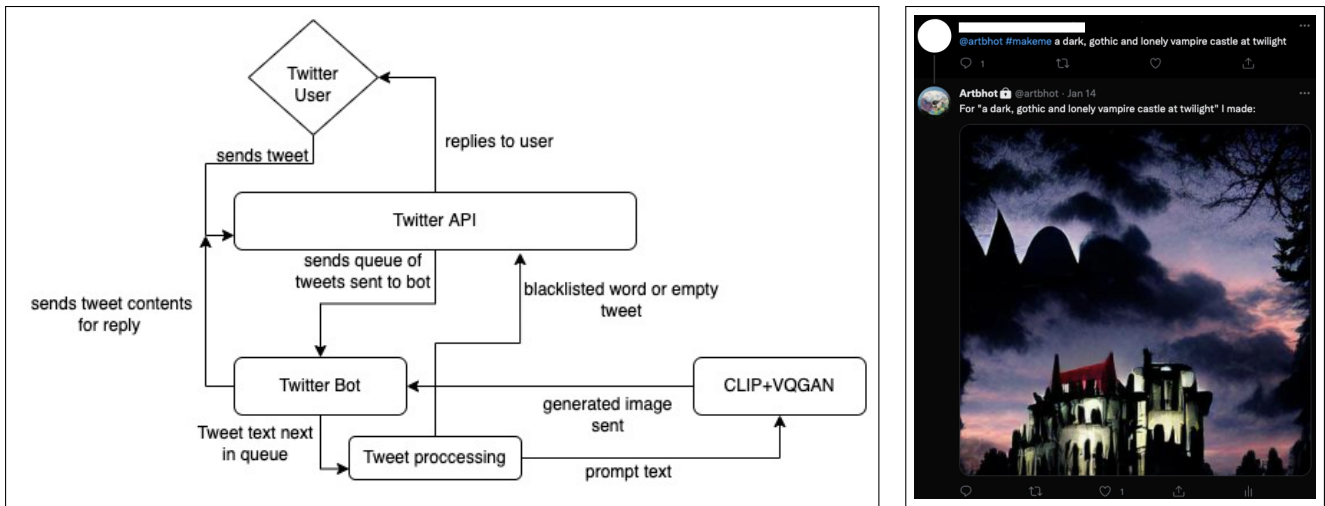 Twitter
User
sends tweet
replies to user
Twitter API
sends queue of
tweets sent to bot
blacklisted word or empty
tweet
sends tweet contents
for reply
Twitter Bot
CLIP+VQGAN
generated image
sent
Tweet text next
in queue
Tweet proccessing
prompt text
@artbhot #makeme a dark, gothic and lonely vampire castle at twilight
1
Artbhot @artbhot · Jan 14
For "a dark, gothic and lonely vampire castle at twilight" I made:
1